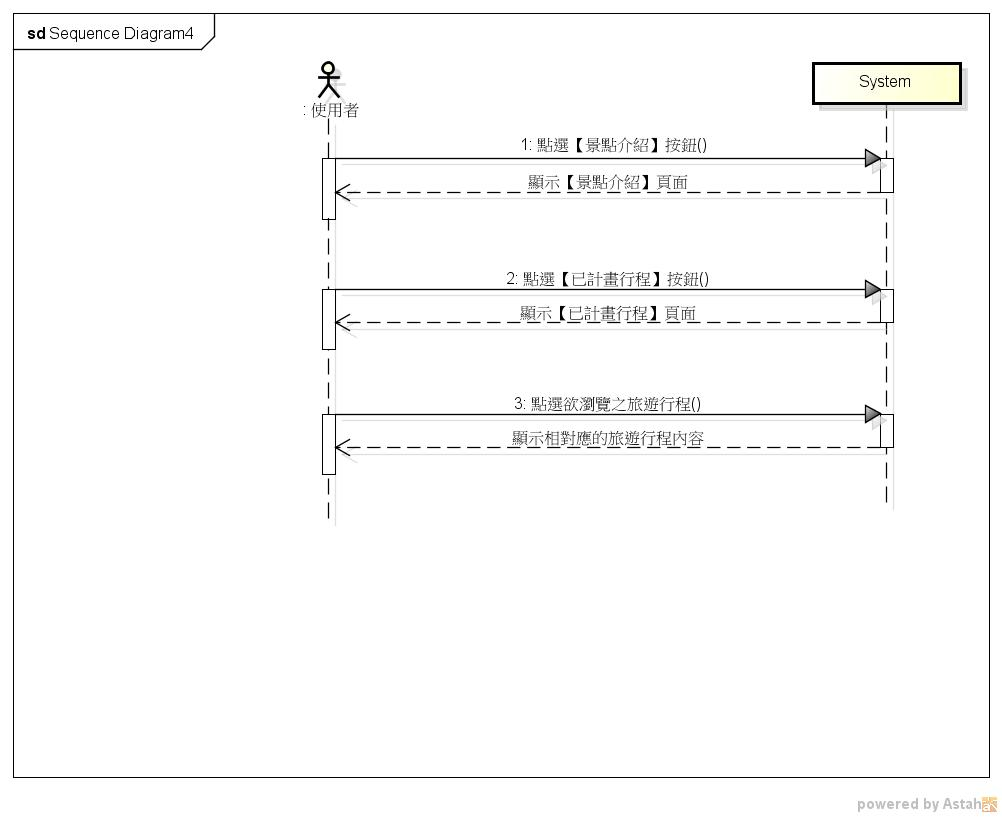 sd Sequence Diagram4
: 使用者
System
1: 點選【景點介紹】按鈕()
顯示【景點介紹】頁面
2: 點選【已計畫行程】按鈕()
顯示【已計畫行程】頁面
3: 點選欲瀏覽之旅遊行程()
顯示相對應的旅遊行程內容
powered by Astah